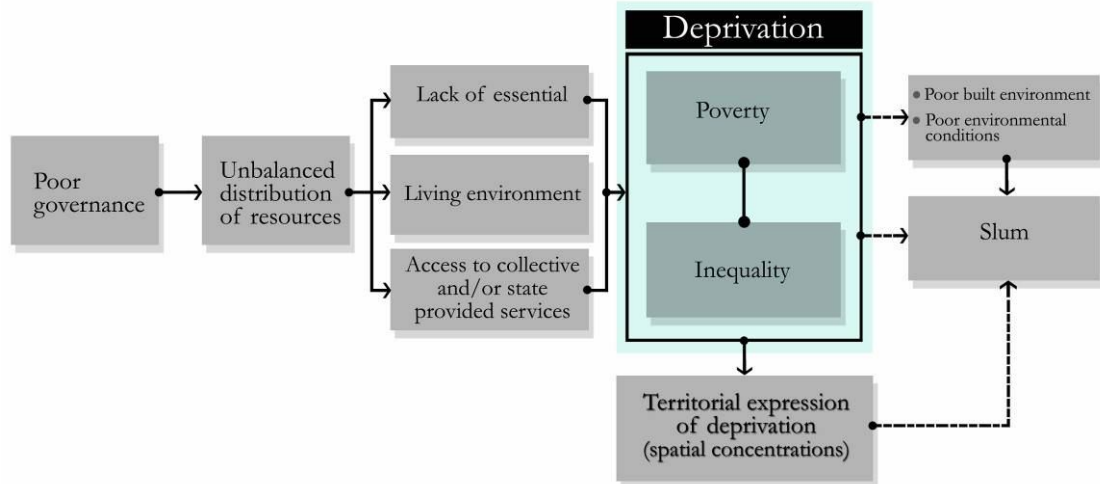 Deprivation
Poor
governance
Unbalanced
distribution
of resources
Lack of essential
Living environment
Access to collective
and/or state
provided services
Poverty
Inequality
Territorial expression
of deprivation
(spatial concentrations)
• Poor built environment
• Poor environmental
conditions
Slum